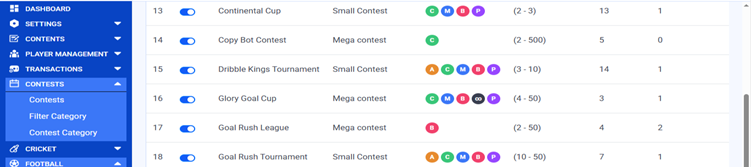 DASHBOARD
SETTINGS
CONTENTS
PLAYER MANAGEMENT
TRANSACTIONS
CONTESTS
Contests
Filter Category
Contest Category
CRICKET
FOOTBALL
13 Continental Cup Small Contest C M B P (2 - 3) 13 1
14 Copy Bot Contest Mega contest C (2 - 500) 5 0
15 Dribble Kings Tournament Small Contest A C M B P (3 - 10) 14 1
16 Glory Goal Cup Mega contest C M B ∞ P (4 - 50) 3 1
17 Goal Rush League Mega contest B (2 - 50) 4 2
18 Goal Rush Tournament Small Contest A C M B P (10 - 50) 7 1